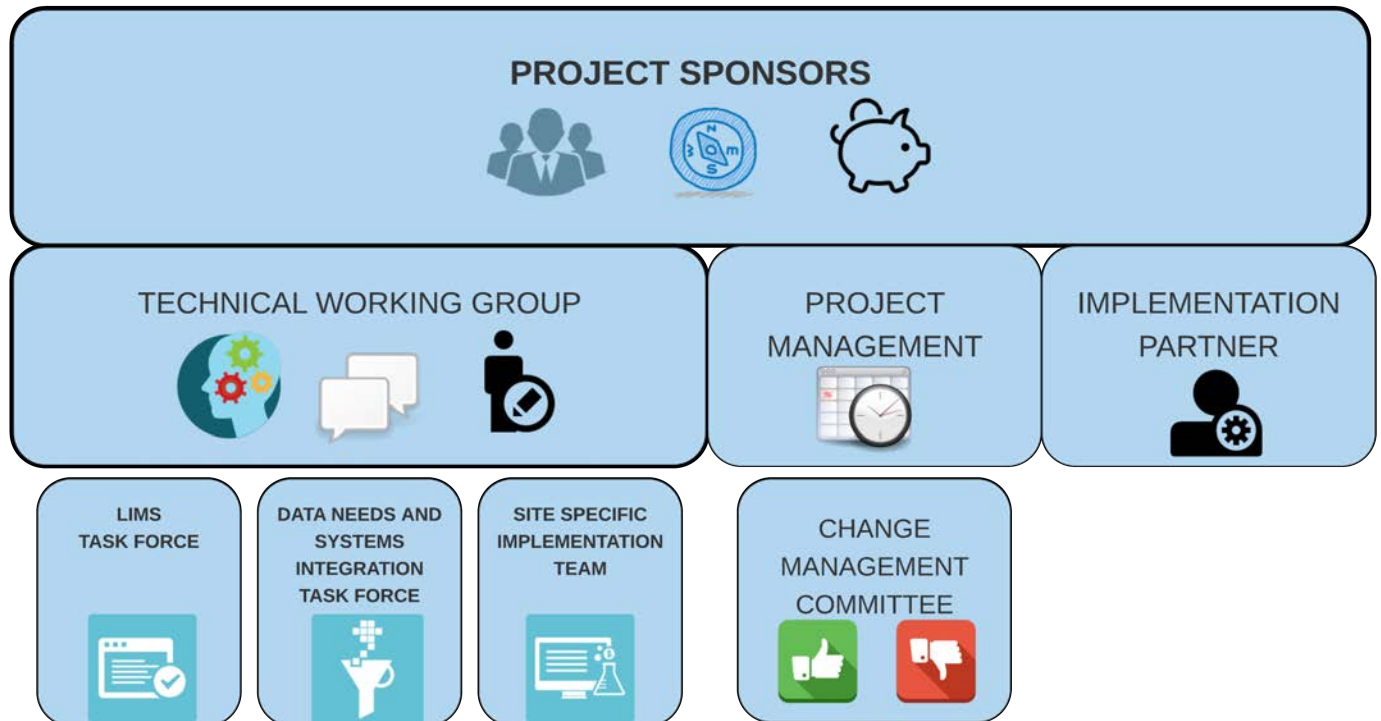 PROJECT SPONSORS
N
W
m
S
TECHNICAL WORKING GROUP
PROJECT
MANAGEMENT
IMPLEMENTATION
PARTNER
LIMS
TASK FORCE
DATA NEEDS AND
SYSTEMS
INTEGRATION
TASK FORCE
SITE SPECIFIC
IMPLEMENTATION
TEAM
CHANGE
MANAGEMENT
COMMITTEE